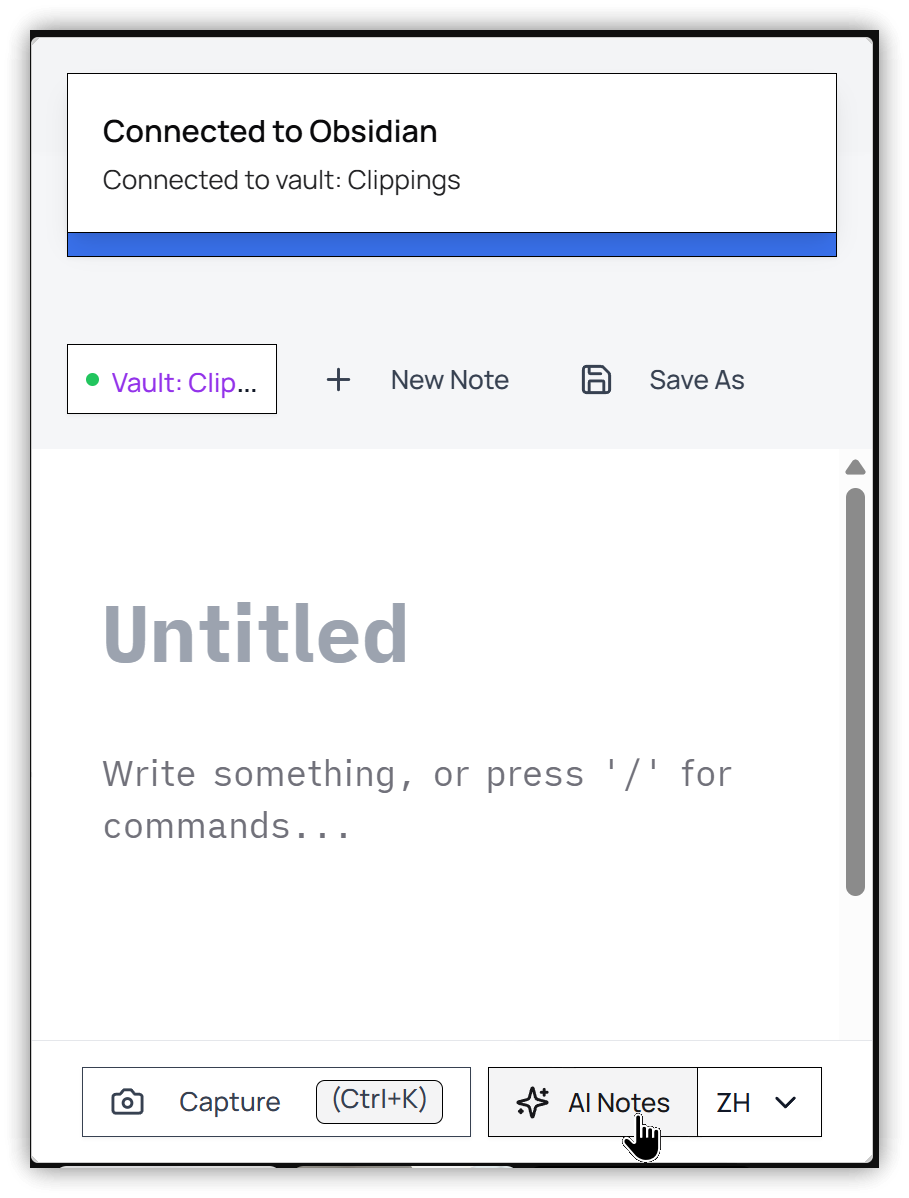 Connected to Obsidian
Connected to vault: Clippings
Vault: Clip... New Note Save As
Untitled
Write something, or press '/' for
commands...
Capture (Ctrl+K) AI Notes ZH